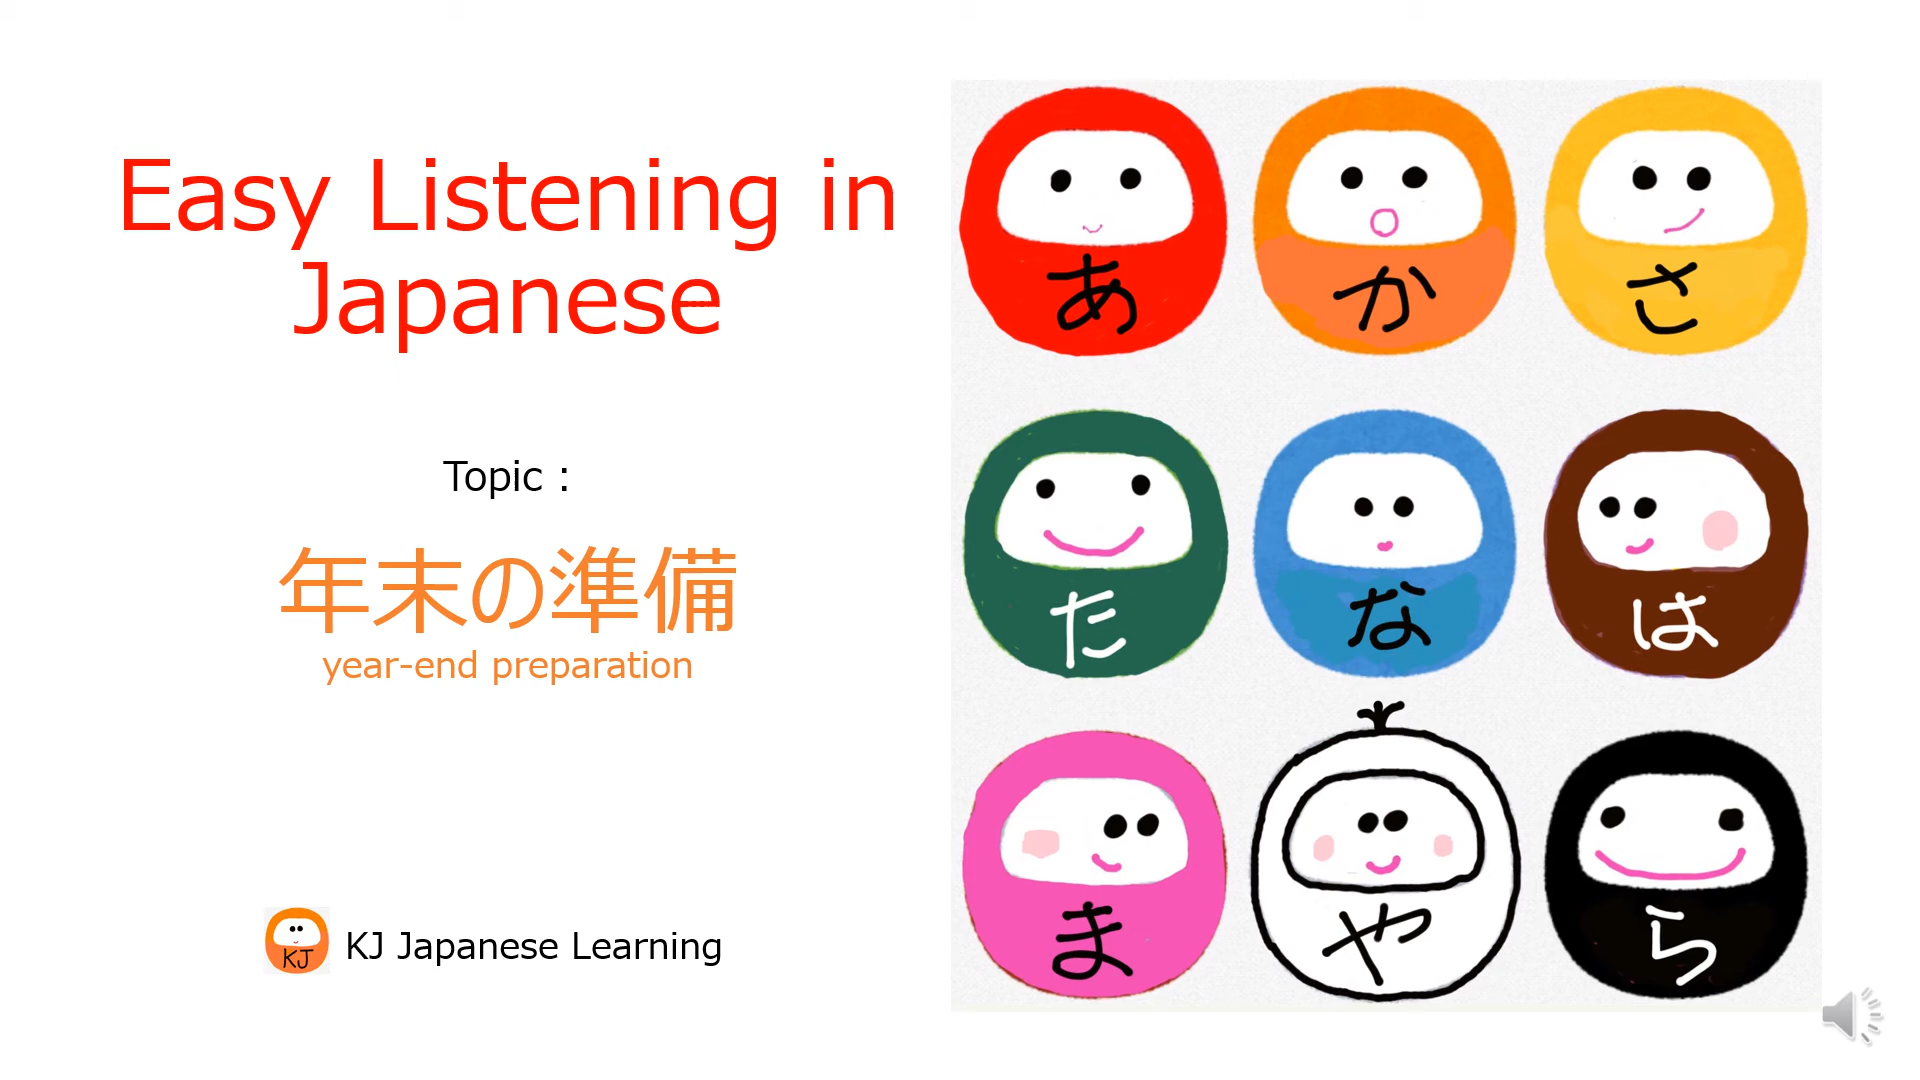 Easy Listening in
Japanese
Topic :
年末の準備
year-end preparation
KJ
KJ Japanese Learning
あ
か
さ
た
な
は
ま
や
ら